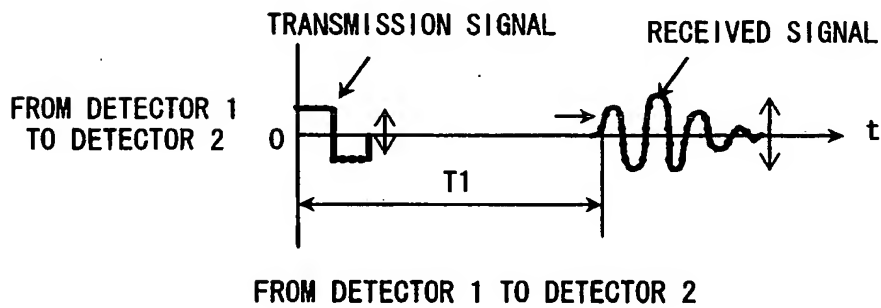 TRANSMISSION SIGNAL
RECEIVED SIGNAL
FROM DETECTOR 1
TO DETECTOR 2
0
t
T1
FROM DETECTOR 1 TO DETECTOR 2